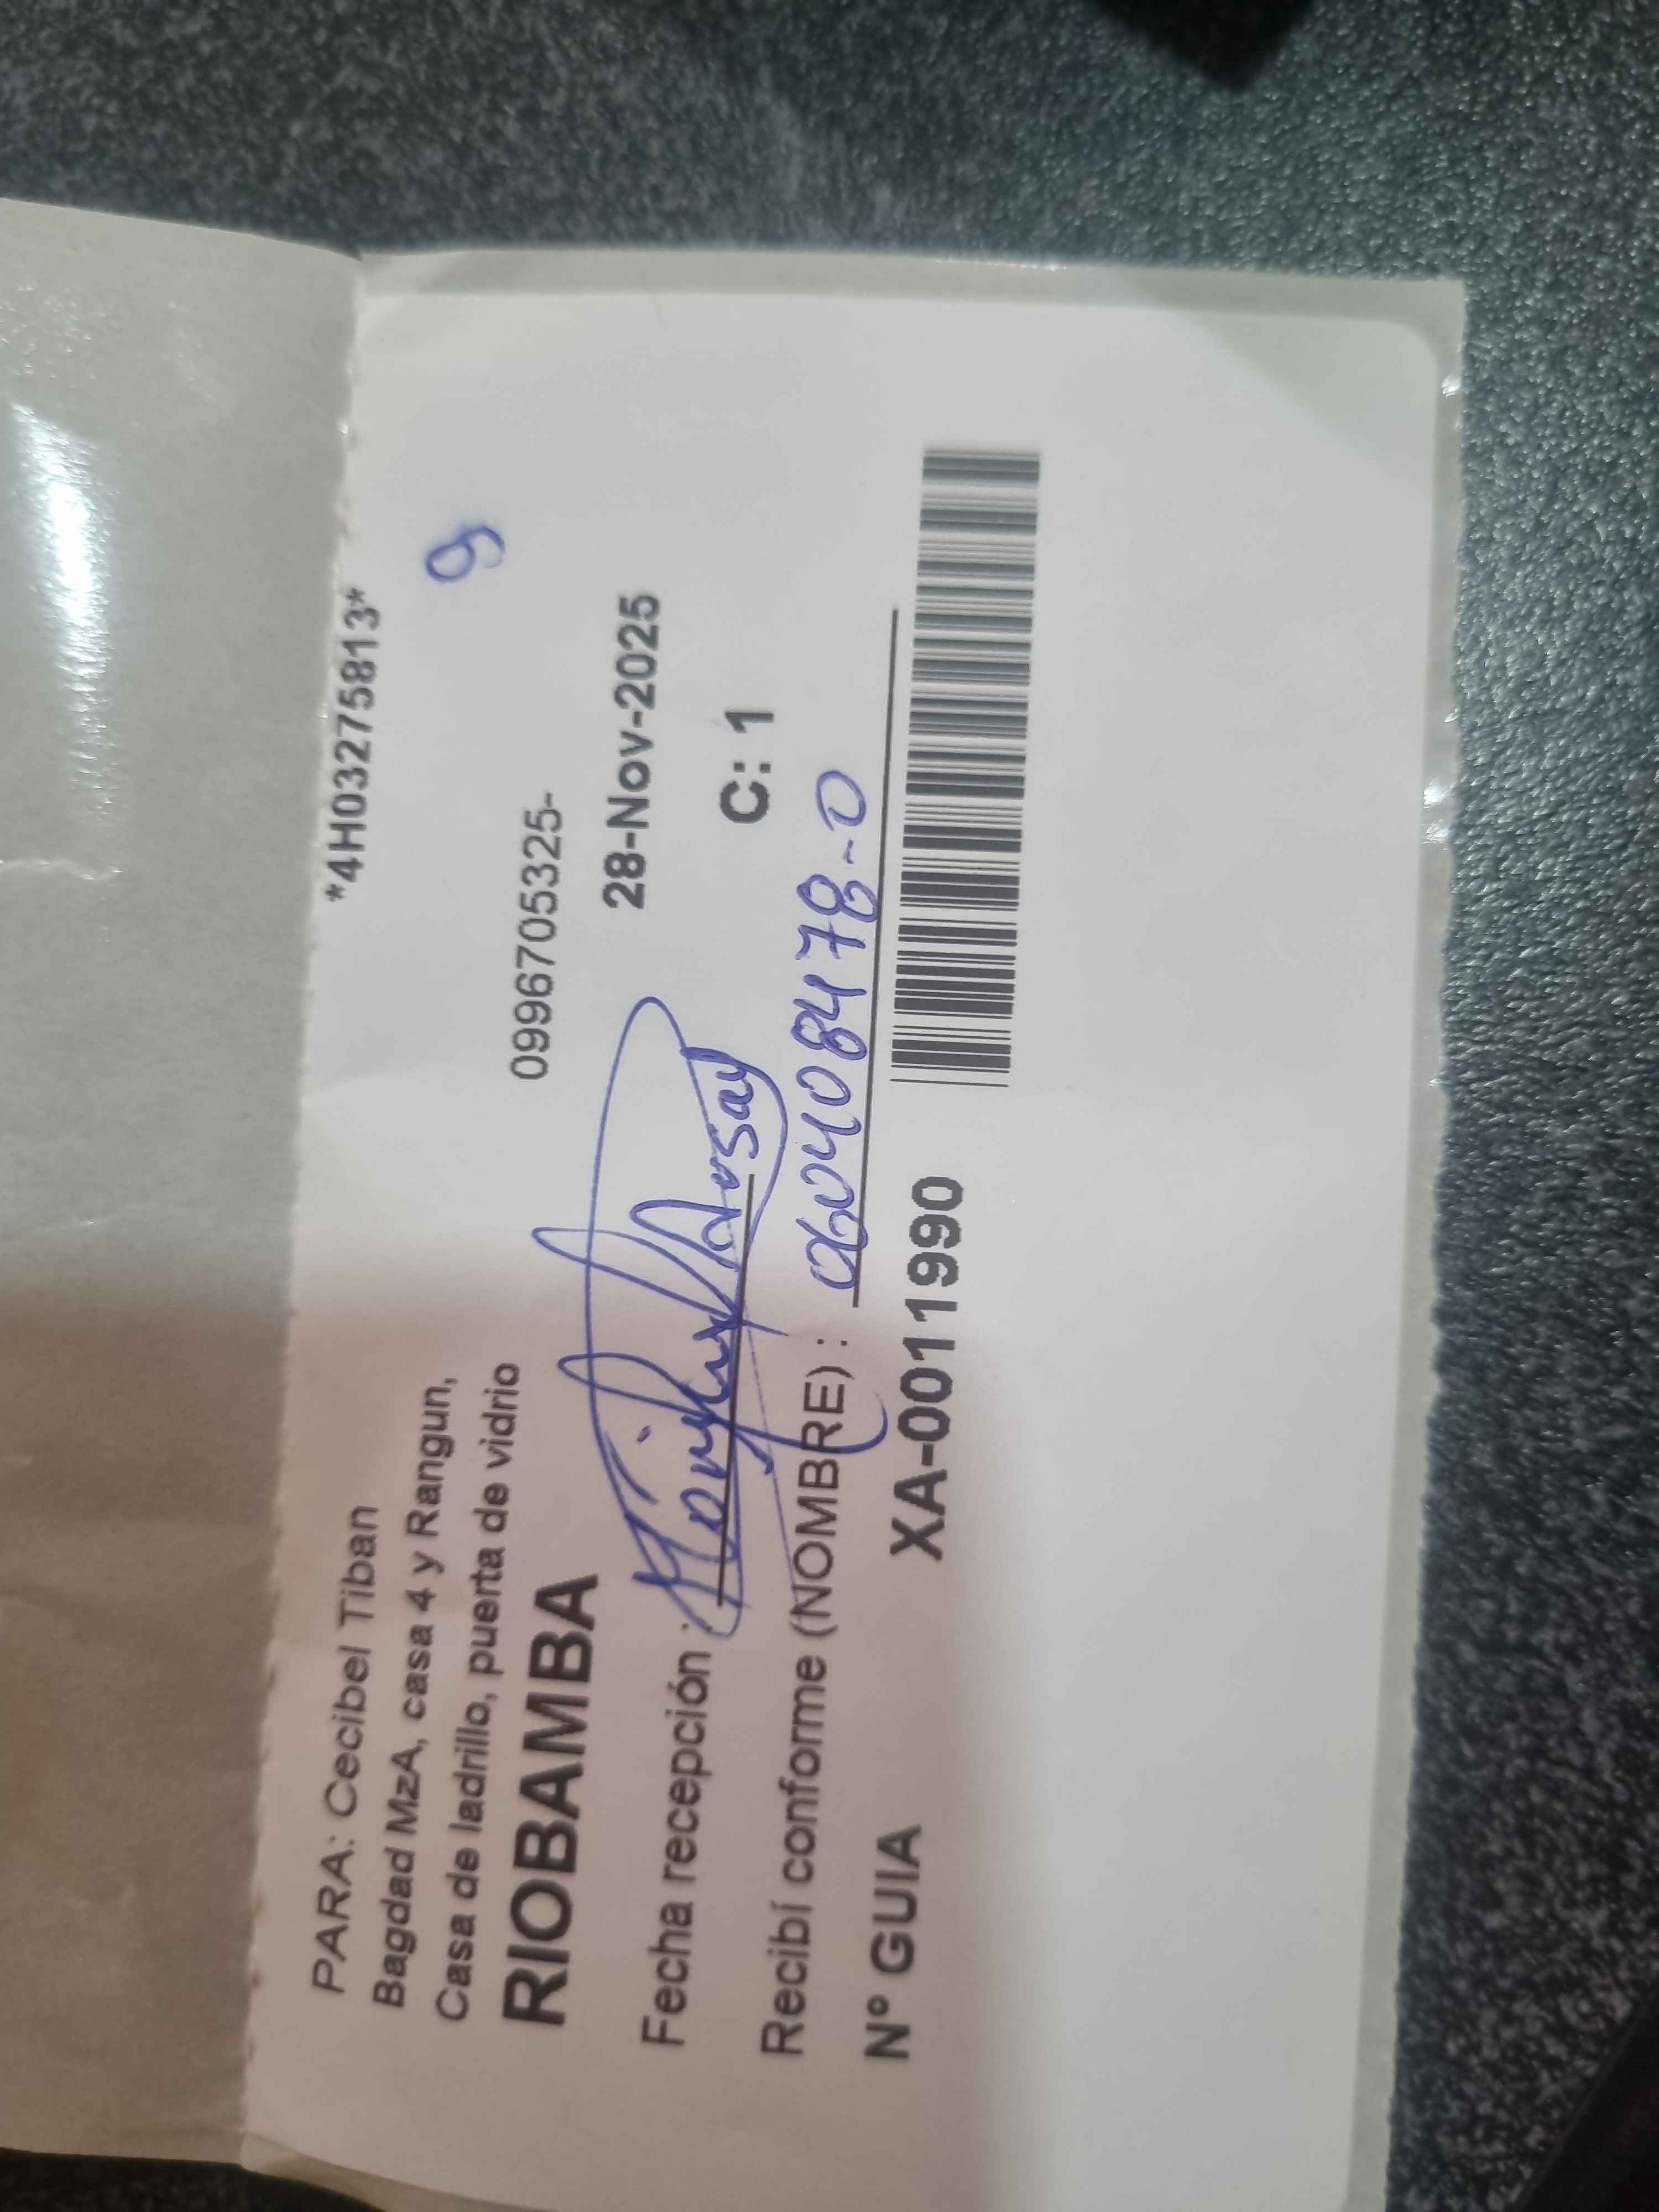 *4H03275813*
PARA: Cecibel Tiban
Bagdad MzA, casa 4 y Rangun,
9
Casa de ladrillo, puerta de vidrio
0996705325-
RIOBAMBA
28-Nov-2025
Fecha recepción :
C: 1
Recibí conforme (NOMBRE) : 060408478-0
Nº GUIA XA-0011990